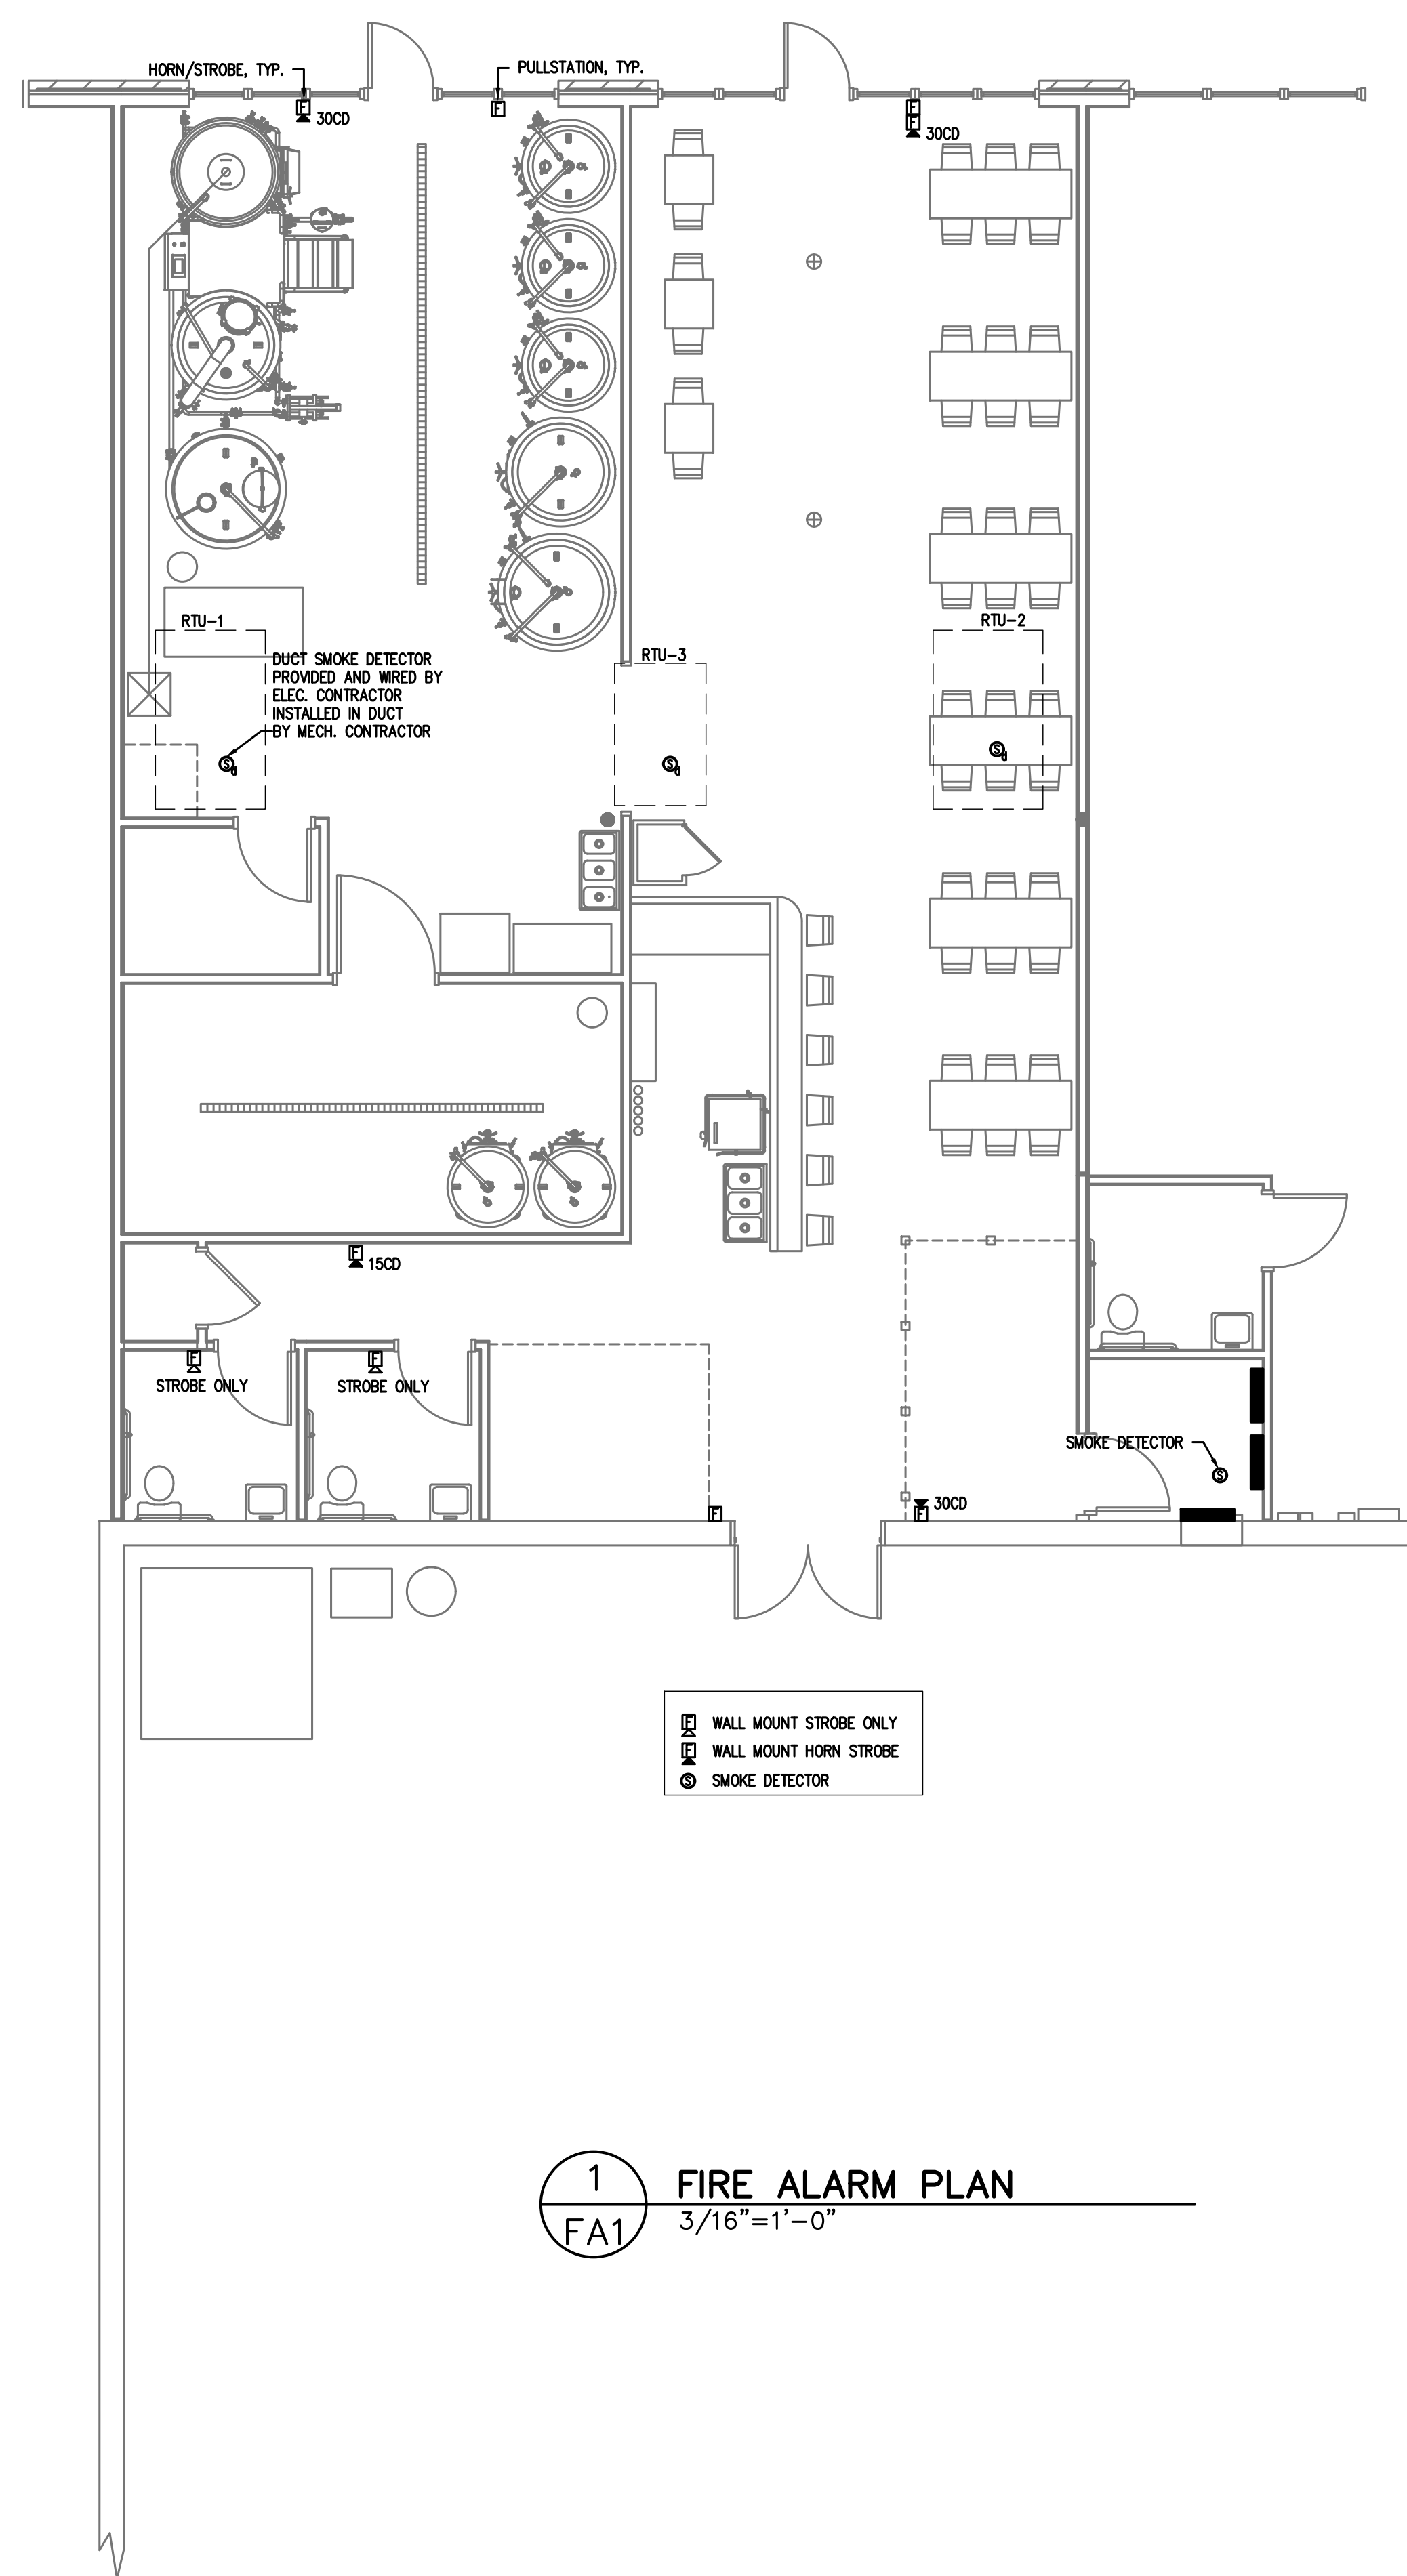 HORN/STROBE, TYP.
PULLSTATION, TYP.
F
30CD
F
F
F
30CD
RTU-1
RTU-2
RTU-3
DUCT SMOKE DETECTOR
PROVIDED AND WIRED BY
ELEC. CONTRACTOR
INSTALLED IN DUCT
BY MECH. CONTRACTOR
S d
S d
S d
F
15CD
F
STROBE ONLY
F
STROBE ONLY
SMOKE DETECTOR
S
F
30CD
F
F WALL MOUNT STROBE ONLY
F WALL MOUNT HORN STROBE
S SMOKE DETECTOR
1
FA1
FIRE ALARM PLAN
3/16"=1'-0"